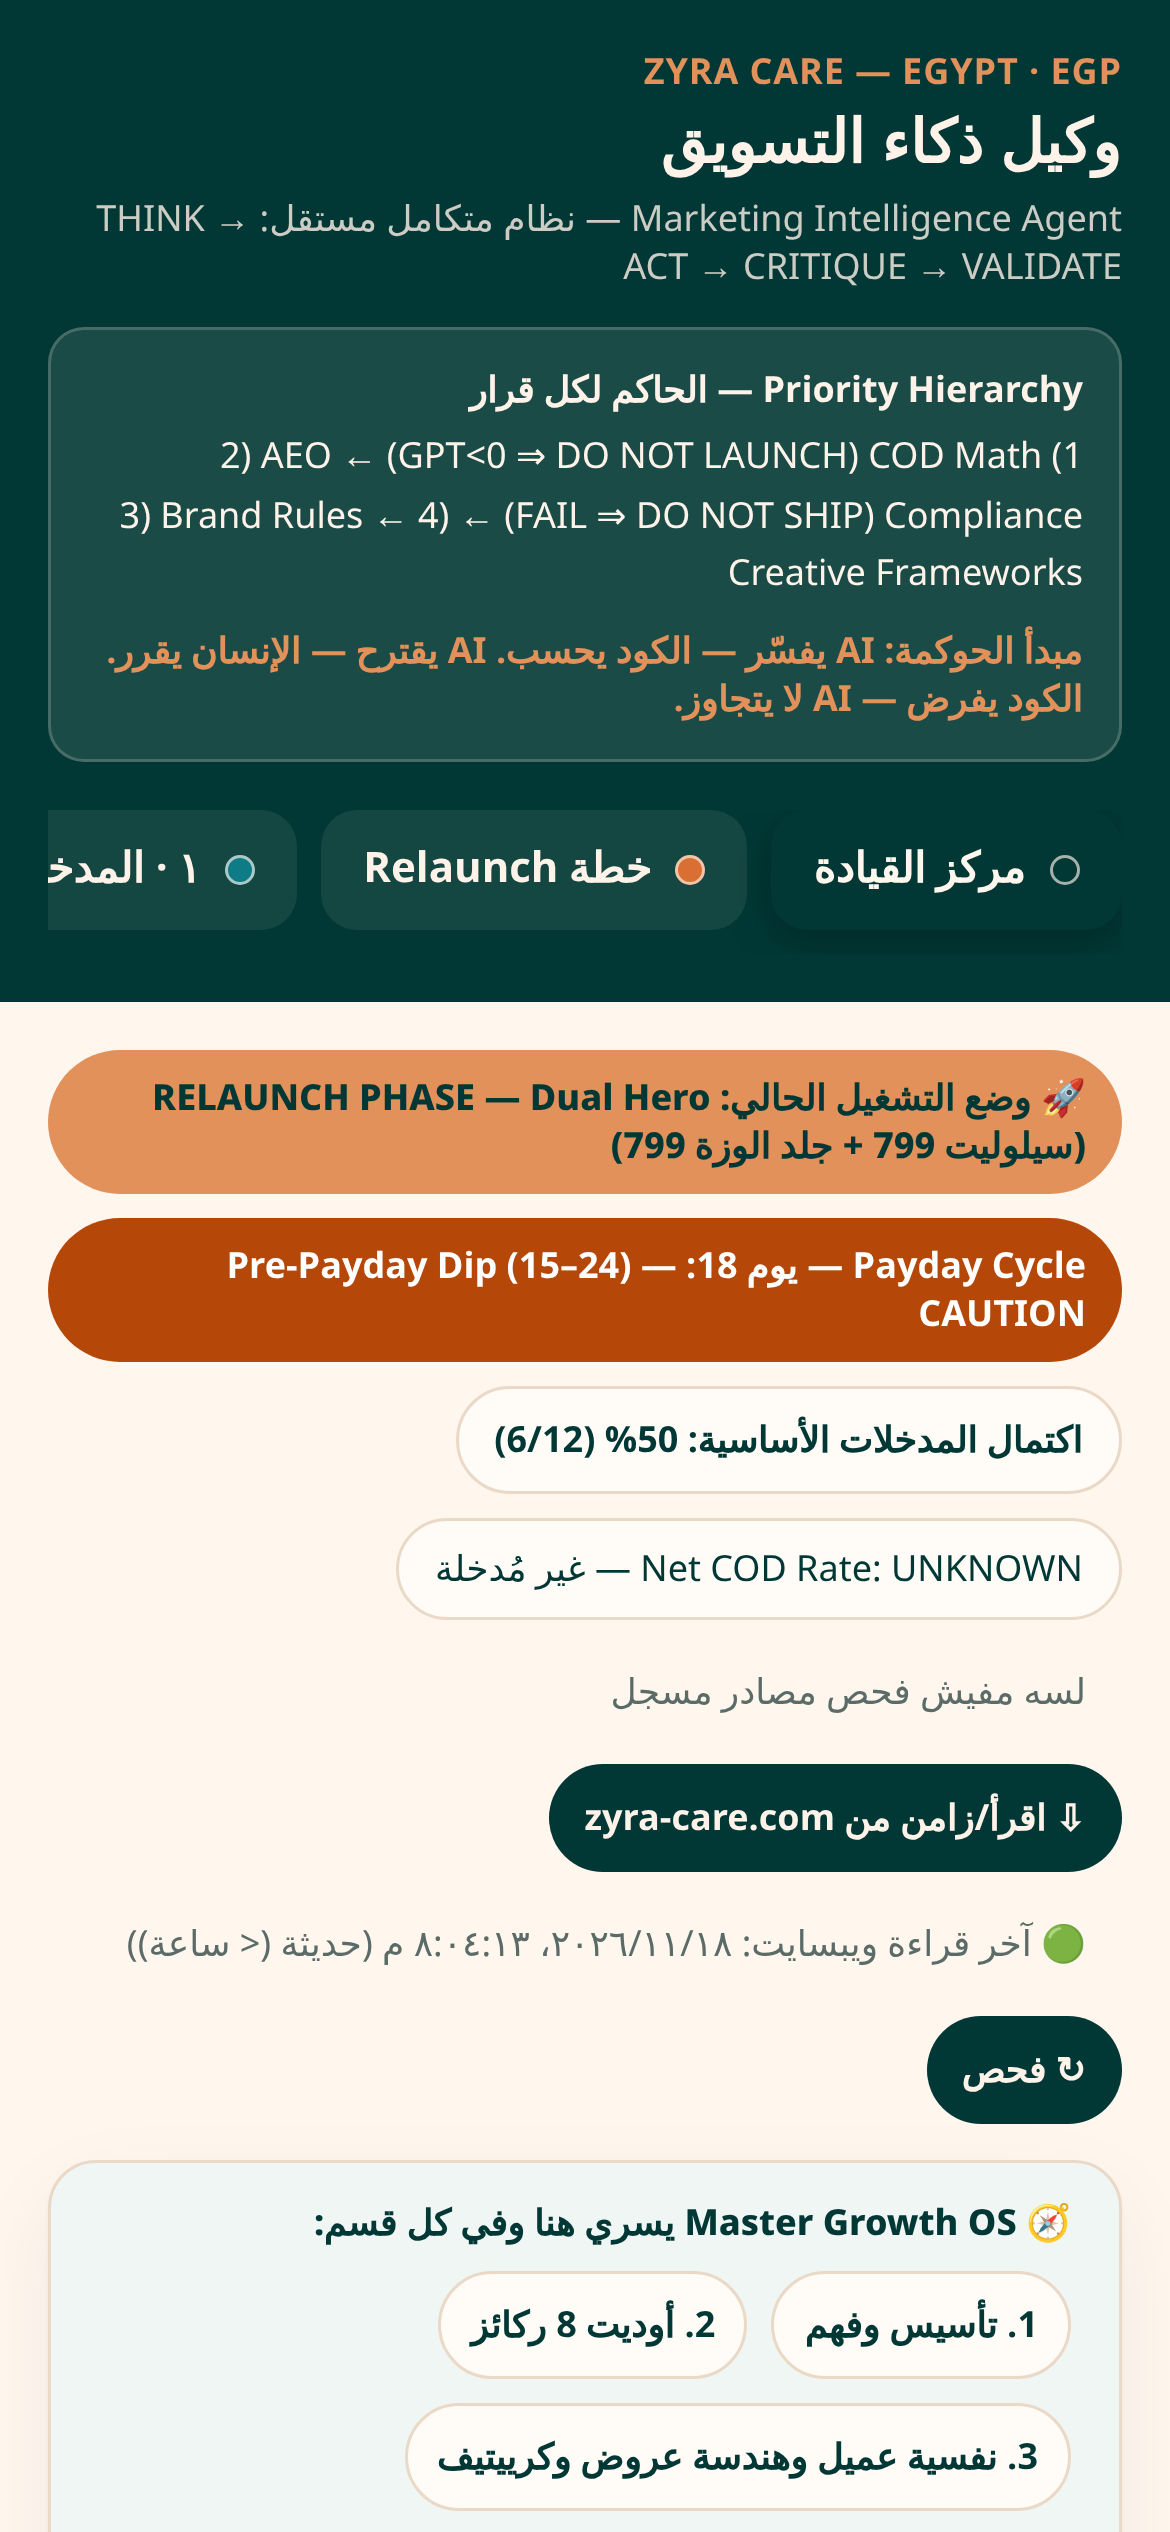 ZYRA CARE — EGYPT · EGP
وكيل ذكاء التسويق
Marketing Intelligence Agent — نظام متكامل مستقل: THINK →
ACT → CRITIQUE → VALIDATE
Priority Hierarchy — الحاكم لكل قرار
1) COD Math (GPT<0 ⇒ DO NOT LAUNCH) ← 2) AEO
Compliance (FAIL ⇒ DO NOT SHIP) ← 3) Brand Rules ← 4)
Creative Frameworks
مبدأ الحوكمة: AI يفسّر — الكود يحسب. AI يقترح — الإنسان يقرر.
الكود يفرض — AI لا يتجاوز.
مركز القيادة
خطة Relaunch
١ · المدخ
🚀 وضع التشغيل الحالي: RELAUNCH PHASE — Dual Hero
(سيلوليت 799 + جلد الوزة 799)
Payday Cycle — يوم 18: — Pre-Payday Dip (15–24)
CAUTION
اكتمال المدخلات الأساسية: 50% (6/12)
Net COD Rate: UNKNOWN — غير مُدخلة
لسه مفيش فحص مصادر مسجل
⇩ اقرأ/زامن من zyra-care.com
🟢 آخر قراءة ويبسايت: ٢٠٢٦/١١/١٨، ٨:٠٤:١٣ م (حديثة (< ساعة))
↻ فحص
🧭 Master Growth OS يسري هنا وفي كل قسم:
1. تأسيس وفهم
2. أوديت 8 ركائز
3. نفسية عميل وهندسة عروض وكرييتيف